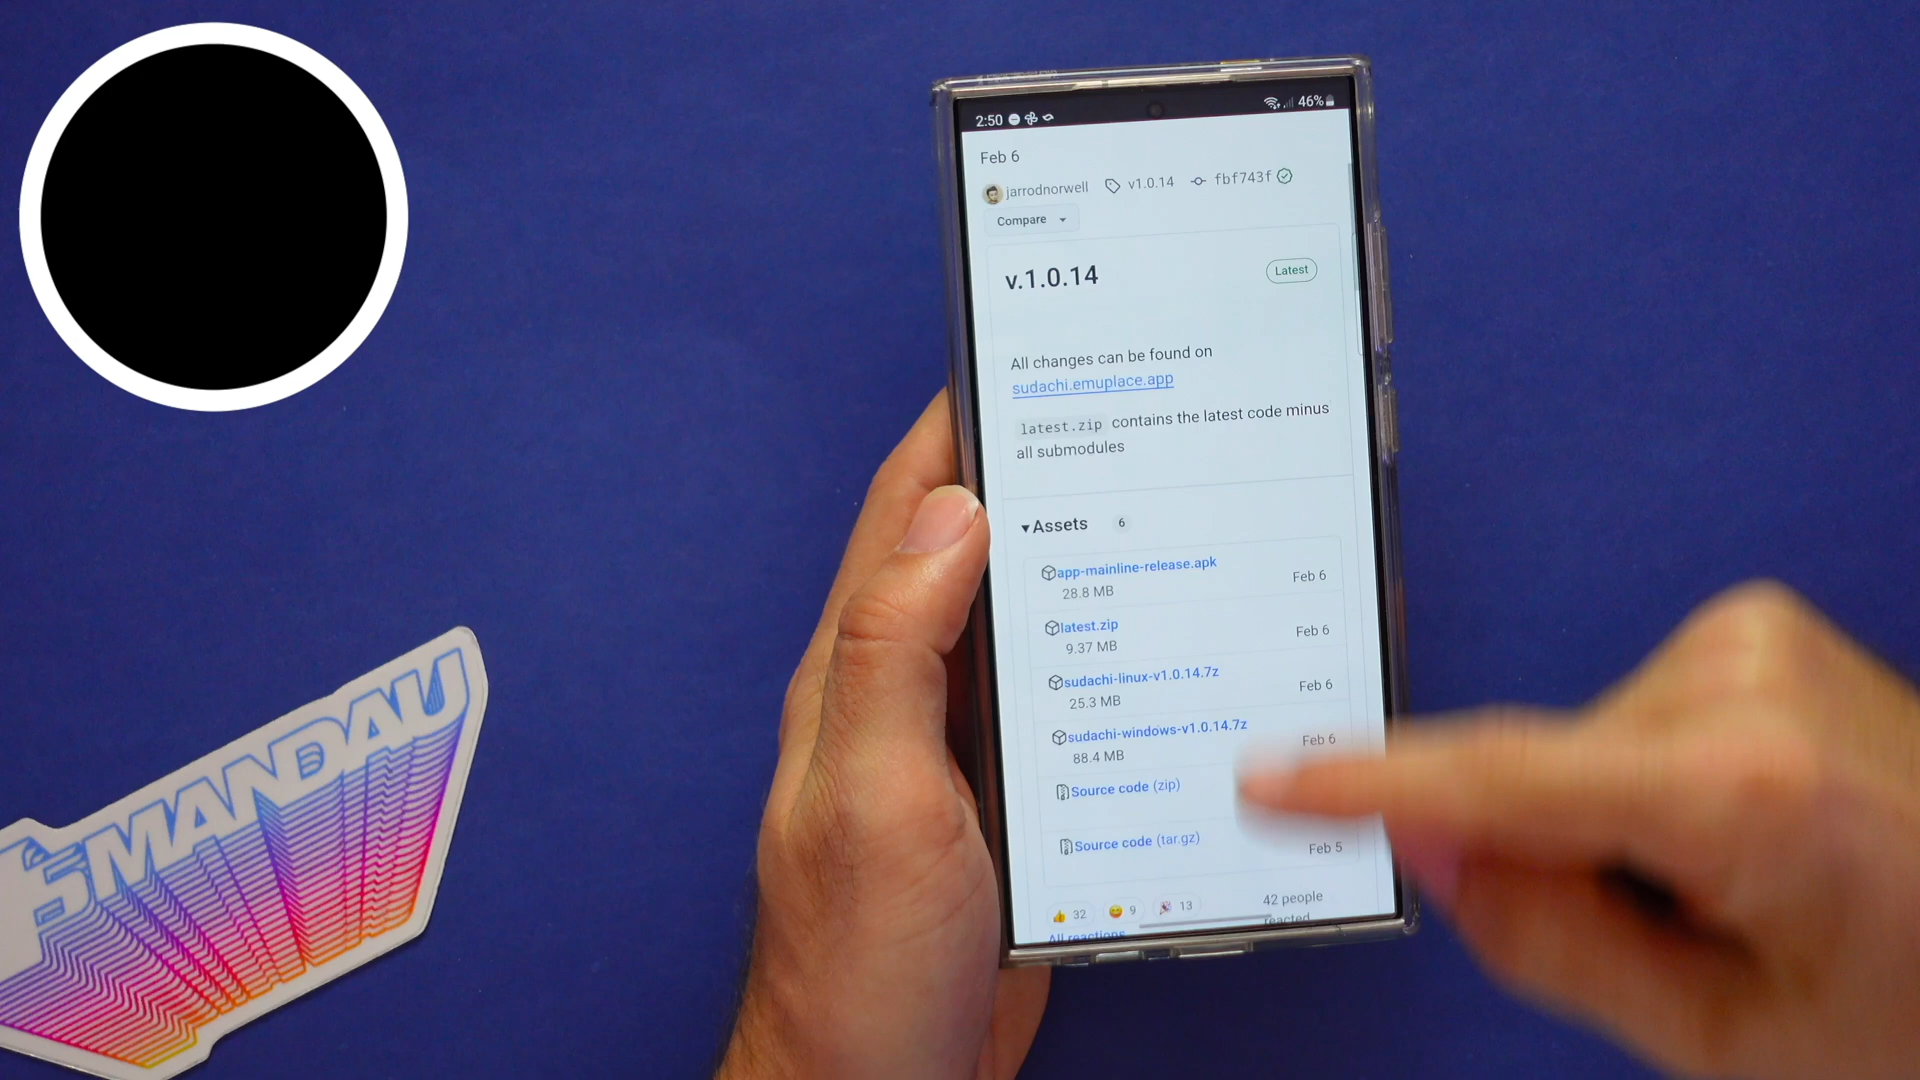 2:50
46%
Feb 6
jarrodnorwell v1.0.14 fbf743f
Compare
v.1.0.14
Latest
All changes can be found on
sudachi.emuplace.app
latest.zip contains the latest code minus
all submodules
Assets 6
app-mainline-release.apk
28.8 MB
Feb 6
latest.zip
9.37 MB
Feb 6
sudachi-linux-v1.0.14.7z
25.3 MB
Feb 6
sudachi-windows-v1.0.14.7z
88.4 MB
Feb 6
Source code (zip)
Source code (tar.gz)
Feb 5
👍 32 😄 9 🎉 13
42 people
reacted
All reactions
MANDAU